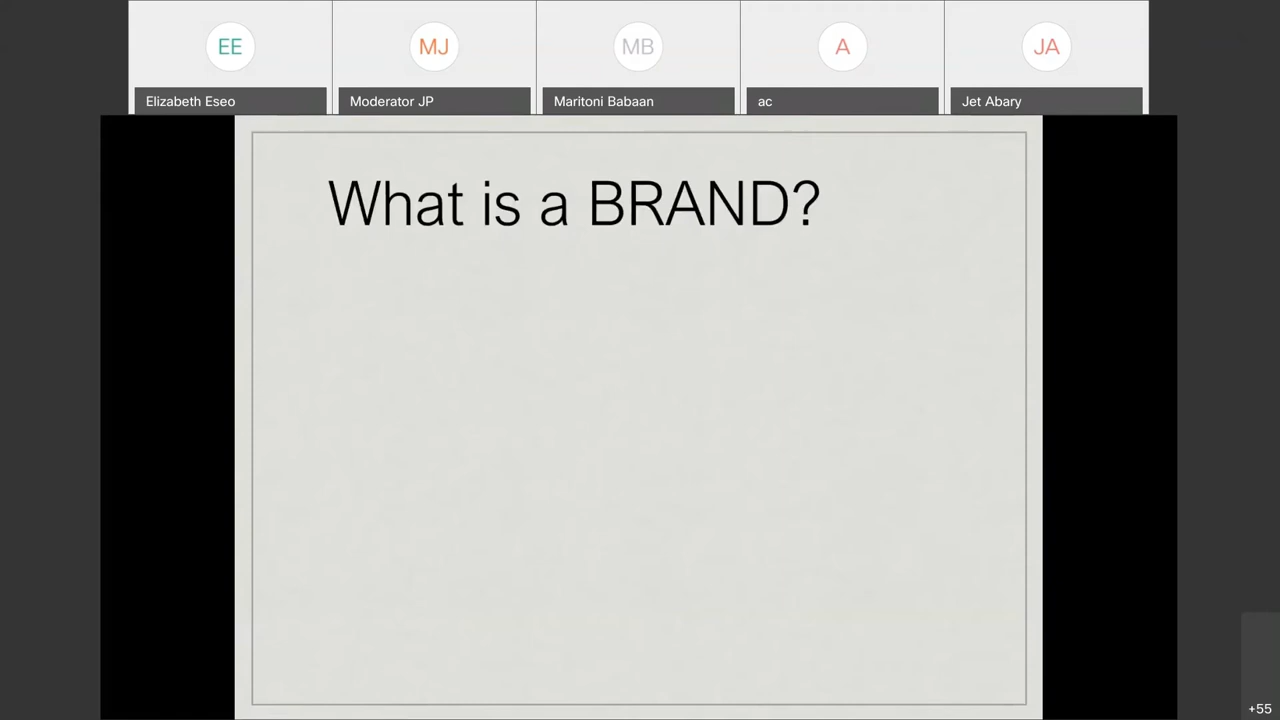 EE
MJ
MB
A
JA
Elizabeth Eseo
Moderator JP
Maritoni Babaan
ac
Jet Abary
What is a BRAND?
+55